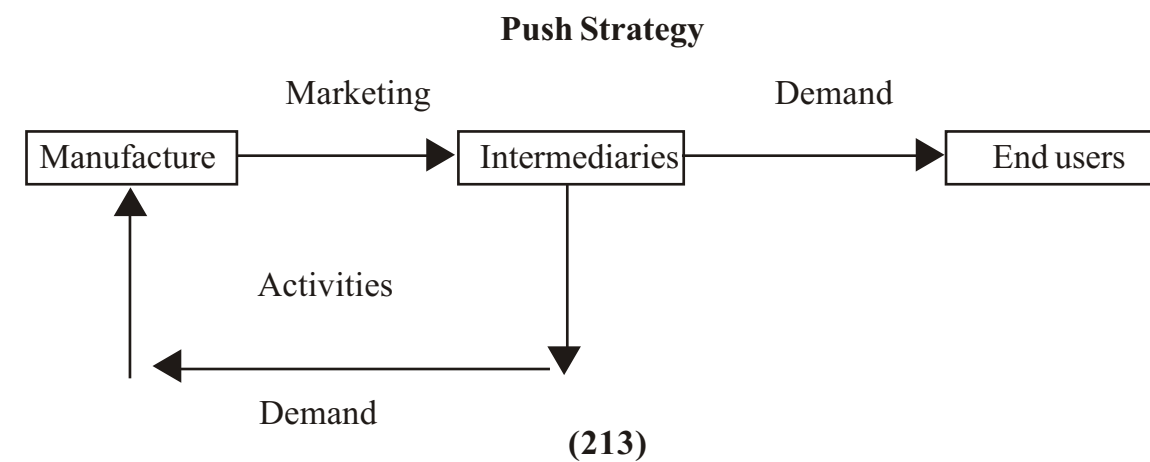 Push Strategy
Marketing Demand
Manufacture Intermediaries End users
Activities
Demand
(213)